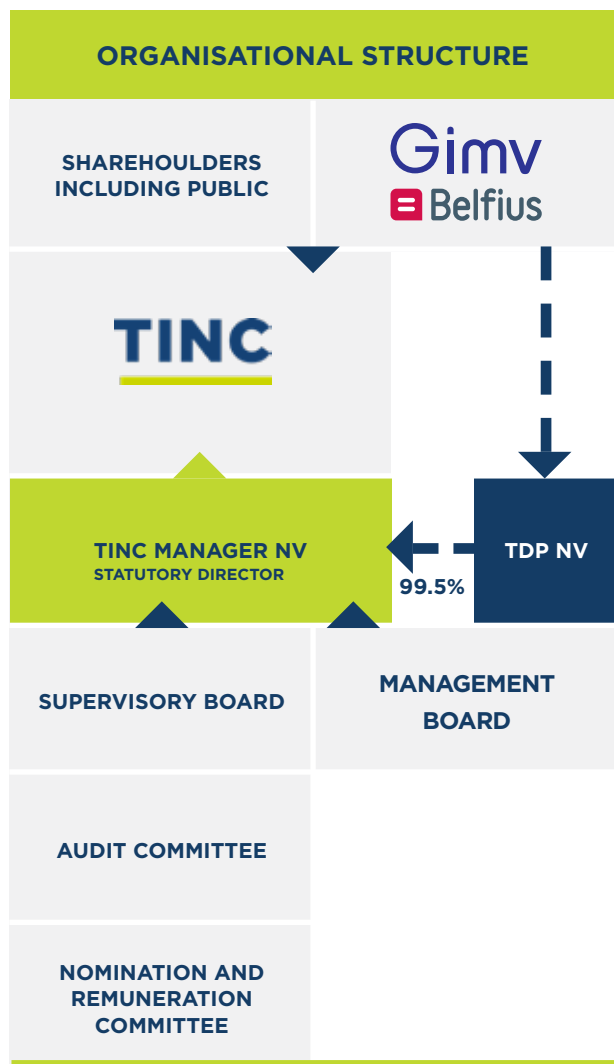 ORGANISATIONAL STRUCTURE
SHAREHOULDERS
INCLUDING PUBLIC
Gimv
Belfius
TINC
TINC MANAGER NV
STATUTORY DIRECTOR
99.5%
TDP NV
SUPERVISORY BOARD
MANAGEMENT
BOARD
AUDIT COMMITTEE
NOMINATION AND
REMUNERATION
COMMITTEE